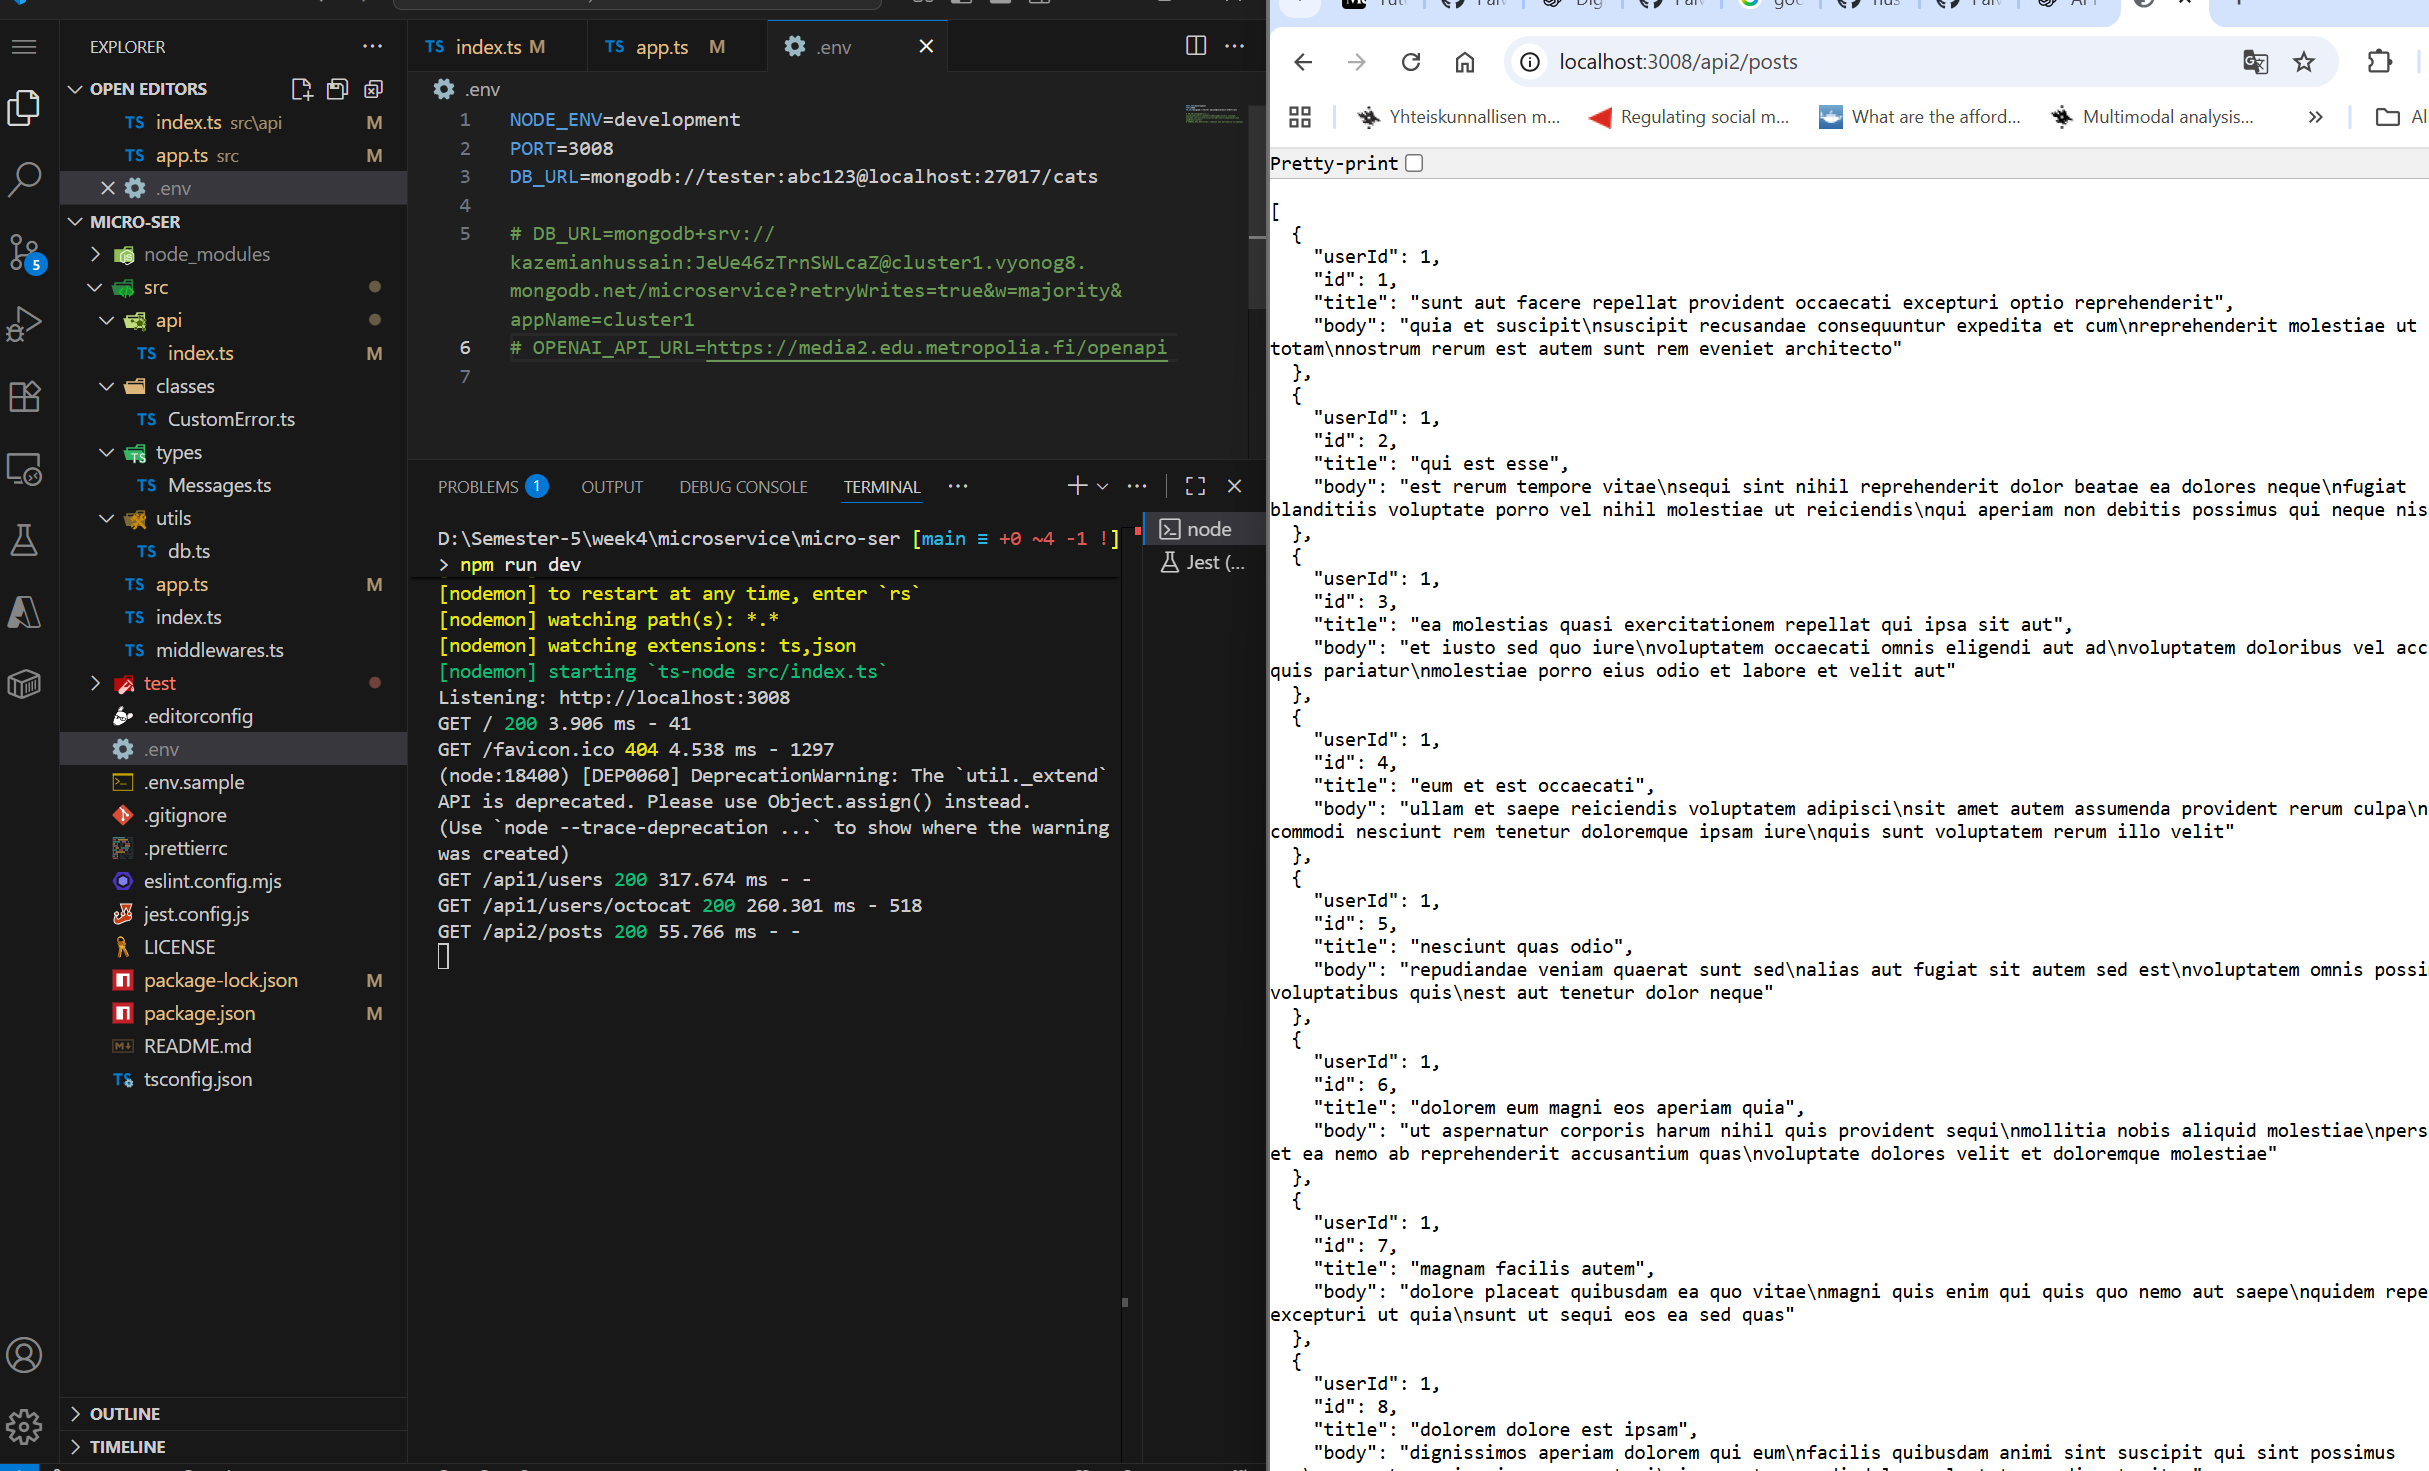 EXPLORER
OPEN EDITORS
TS index.ts src\api M
TS app.ts src M
.env
MICRO-SER
node_modules
src
api
TS index.ts M
classes
TS CustomError.ts
types
TS Messages.ts
utils
TS db.ts
TS app.ts M
TS index.ts
TS middlewares.ts
test
.editorconfig
.env
.env.sample
.gitignore
.prettierrc
eslint.config.mjs
jest.config.js
LICENSE
package-lock.json M
package.json M
README.md
tsconfig.json
OUTLINE
TIMELINE
5
TS index.ts M
TS app.ts M
.env
.env
1 NODE_ENV=development
2 PORT=3008
3 DB_URL=mongodb://tester:abc123@localhost:27017/cats
4
5 # DB_URL=mongodb+srv://
kazemianhussain:JeUe46zTrnSWLcaZ@cluster1.vyonog8.
mongodb.net/microservice?retryWrites=true&w=majority&
appName=cluster1
6 # OPENAI_API_URL=https://media2.edu.metropolia.fi/openapi
7
PROBLEMS 1 OUTPUT DEBUG CONSOLE TERMINAL
D:\Semester-5\week4\microservice\micro-ser [main ≡ +0 ~4 -1 !]
> npm run dev
[nodemon] to restart at any time, enter `rs`
[nodemon] watching path(s): *.*
[nodemon] watching extensions: ts,json
[nodemon] starting `ts-node src/index.ts`
Listening: http://localhost:3008
GET / 200 3.906 ms - 41
GET /favicon.ico 404 4.538 ms - 1297
(node:18400) [DEP0060] DeprecationWarning: The `util._extend`
API is deprecated. Please use Object.assign() instead.
(Use `node --trace-deprecation ...` to show where the warning
was created)
GET /api1/users 200 317.674 ms - -
GET /api1/users/octocat 200 260.301 ms - 518
GET /api2/posts 200 55.766 ms - -
node
Jest (...
localhost:3008/api2/posts
Yhteiskunnallisen m... Regulating social m... What are the afford... Multimodal analysis... »
Pretty-print
[
{
"userId": 1,
"id": 1,
"title": "sunt aut facere repellat provident occaecati excepturi optio reprehenderit",
"body": "quia et suscipit\nsuscipit recusandae consequuntur expedita et cum\nreprehenderit molestiae ut
totam\nnostrum rerum est autem sunt rem eveniet architecto"
},
{
"userId": 1,
"id": 2,
"title": "qui est esse",
"body": "est rerum tempore vitae\nsequi sint nihil reprehenderit dolor beatae ea dolores neque\nfugiat
blanditiis voluptate porro vel nihil molestiae ut reiciendis\nqui aperiam non debitis possimus qui neque nis
},
{
"userId": 1,
"id": 3,
"title": "ea molestias quasi exercitationem repellat qui ipsa sit aut",
"body": "et iusto sed quo iure\nvoluptatem occaecati omnis eligendi aut ad\nvoluptatem doloribus vel acc
quis pariatur\nmolestiae porro eius odio et labore et velit aut"
},
{
"userId": 1,
"id": 4,
"title": "eum et est occaecati",
"body": "ullam et saepe reiciendis voluptatem adipisci\nsit amet autem assumenda provident rerum culpa\n
commodi nesciunt rem tenetur doloremque ipsam iure\nquis sunt voluptatem rerum illo velit"
},
{
"userId": 1,
"id": 5,
"title": "nesciunt quas odio",
"body": "repudiandae veniam quaerat sunt sed\nalias aut fugiat sit autem sed est\nvoluptatem omnis possi
voluptatibus quis\nest aut tenetur dolor neque"
},
{
"userId": 1,
"id": 6,
"title": "dolorem eum magni eos aperiam quia",
"body": "ut aspernatur corporis harum nihil quis provident sequi\nmollitia nobis aliquid molestiae\npers
et ea nemo ab reprehenderit accusantium quas\nvoluptate dolores velit et doloremque molestiae"
},
{
"userId": 1,
"id": 7,
"title": "magnam facilis autem",
"body": "dolore placeat quibusdam ea quo vitae\nmagni quis enim qui quis quo nemo aut saepe\nquidem repe
excepturi ut quia\nsunt ut sequi eos ea sed quas"
},
{
"userId": 1,
"id": 8,
"title": "dolorem dolore est ipsam",
"body": "dignissimos aperiam dolorem qui eum\nfacilis quibusdam animi sint suscipit qui sint possimus